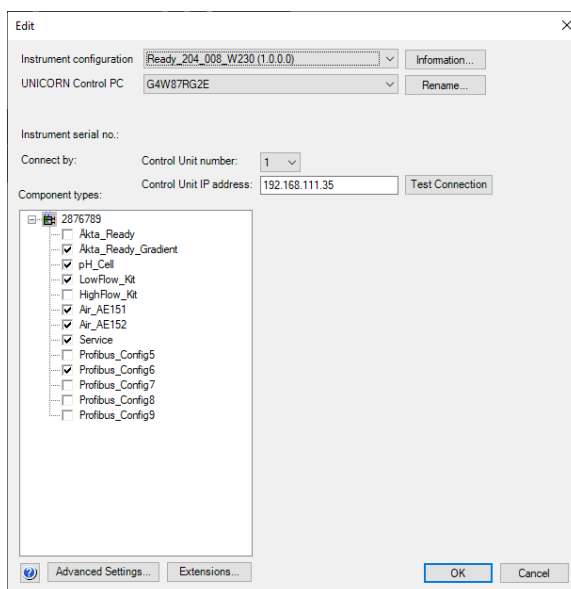 Edit
Instrument configuration Ready_204_008_W230 (1.0.0.0) Information...
UNICORN Control PC G4W87RG2E Rename...
Instrument serial no.:
Connect by: Control Unit number: 1
Control Unit IP address: 192.168.111.35 Test Connection
Component types:
2876789
Äkta_Ready
Äkta_Ready_Gradient
pH_Cell
LowFlow_Kit
HighFlow_Kit
Air_AE151
Air_AE152
Service
Profibus_Config5
Profibus_Config6
Profibus_Config7
Profibus_Config8
Profibus_Config9
Advanced Settings... Extensions... OK Cancel